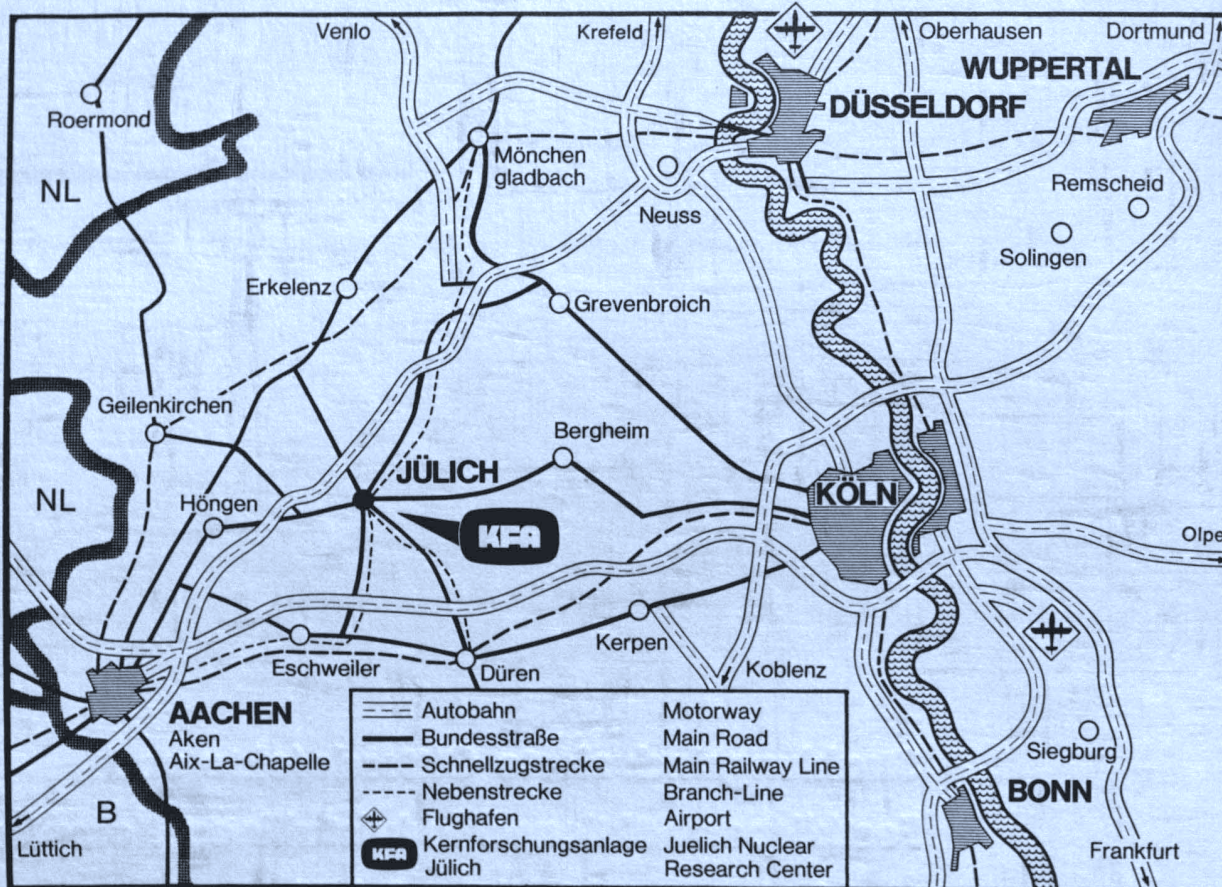 Venlo
Krefeld
Oberhausen
Dortmund
WUPPERTAL
DÜSSELDORF
Roermond
Mönchen
gladbach
NL
Neuss
Remscheid
Solingen
Erkelenz
Grevenbroich
Geilenkirchen
Bergheim
JÜLICH
NL
Höngen
KFA
KÖLN
Olpe
Kerpen
Eschweiler
Düren
Koblenz
AACHEN
Aken
Aix-La-Chapelle
Siegburg
BONN
B
Lüttich
Frankfurt
Autobahn Motorway
Bundesstraße Main Road
Schnellzugstrecke Main Railway Line
Nebenstrecke Branch-Line
Flughafen Airport
KFA Kernforschungsanlage Juelich Nuclear
Jülich Research Center